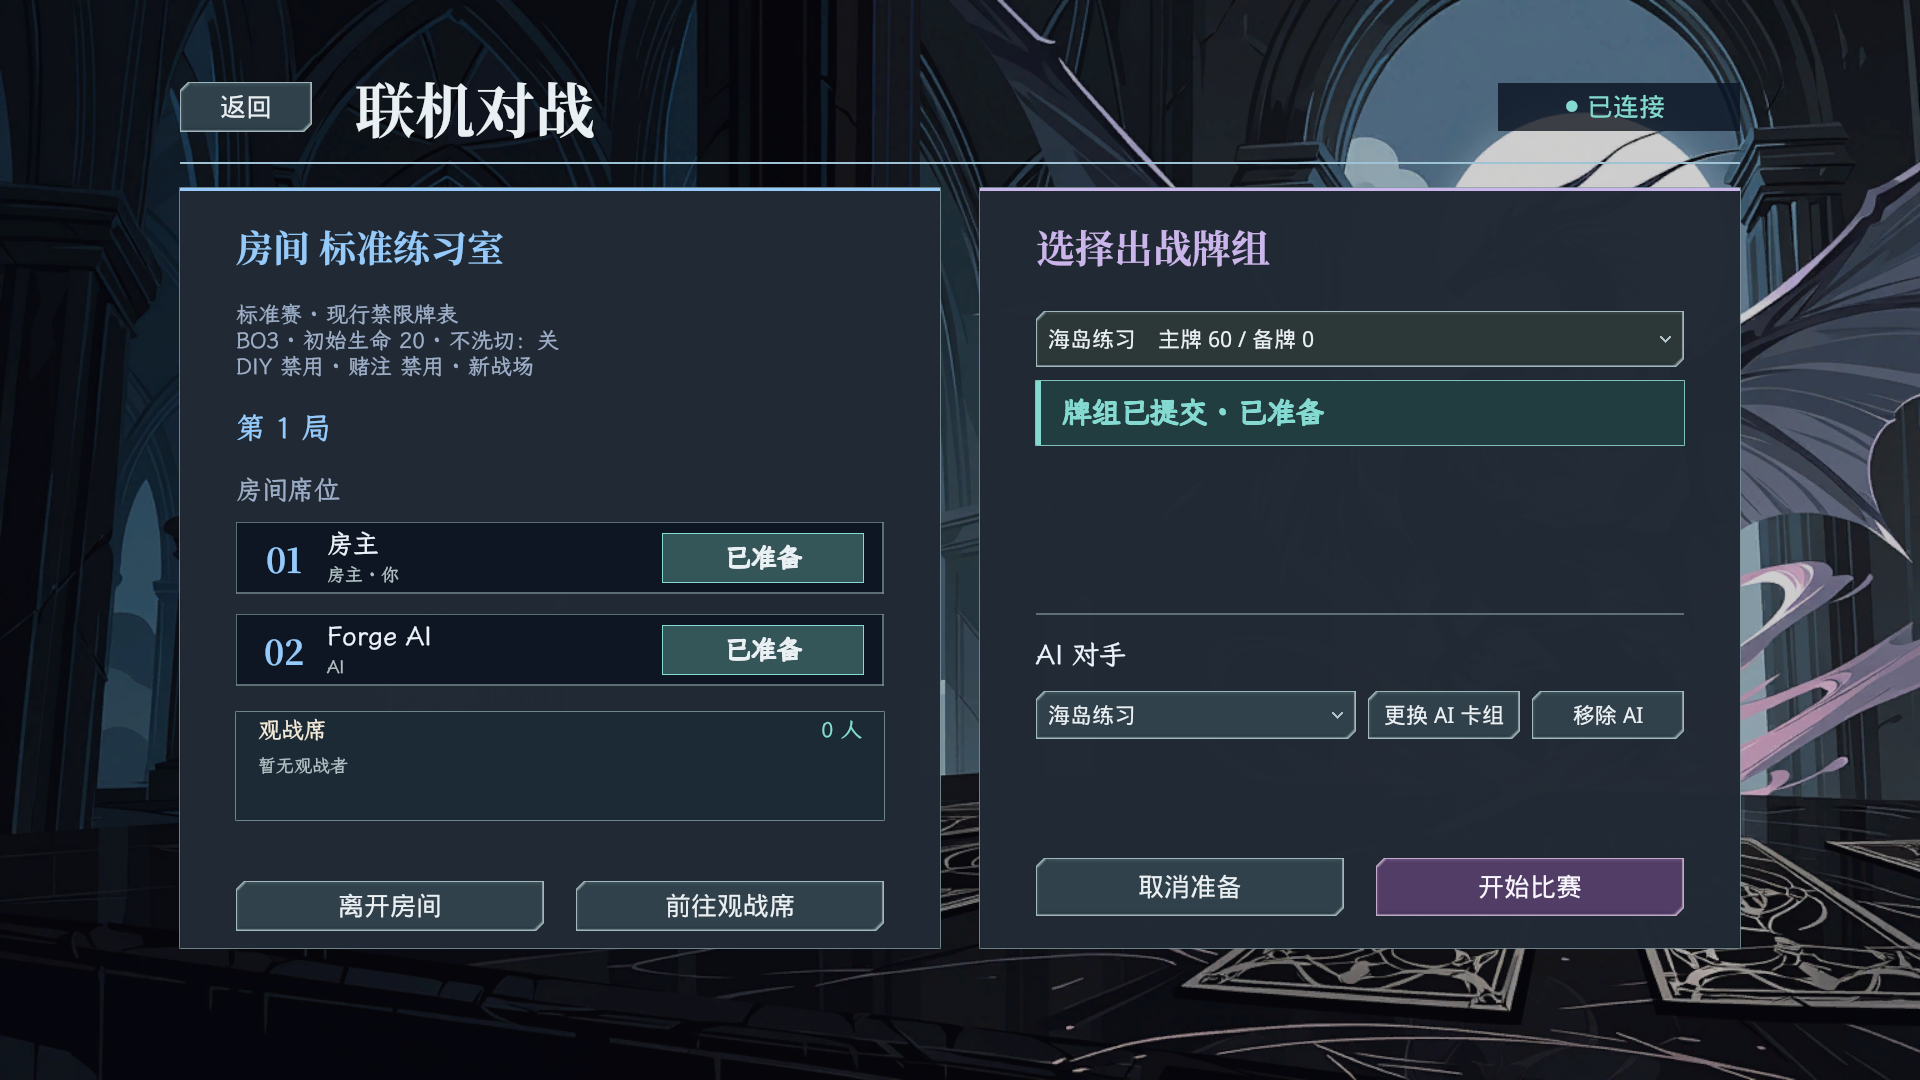 返回
联机对战
已连接
房间 标准练习室
标准赛・现行禁限牌表
BO3・初始生命 20・不洗切：关
DIY 禁用・赌注 禁用・新战场
第 1 局
房间席位
01
房主
房主・你
已准备
02
Forge AI
AI
已准备
观战席
0 人
暂无观战者
离开房间
前往观战席
选择出战牌组
海岛练习 主牌 60 / 备牌 0
牌组已提交・已准备
AI 对手
海岛练习
更换 AI 卡组
移除 AI
取消准备
开始比赛